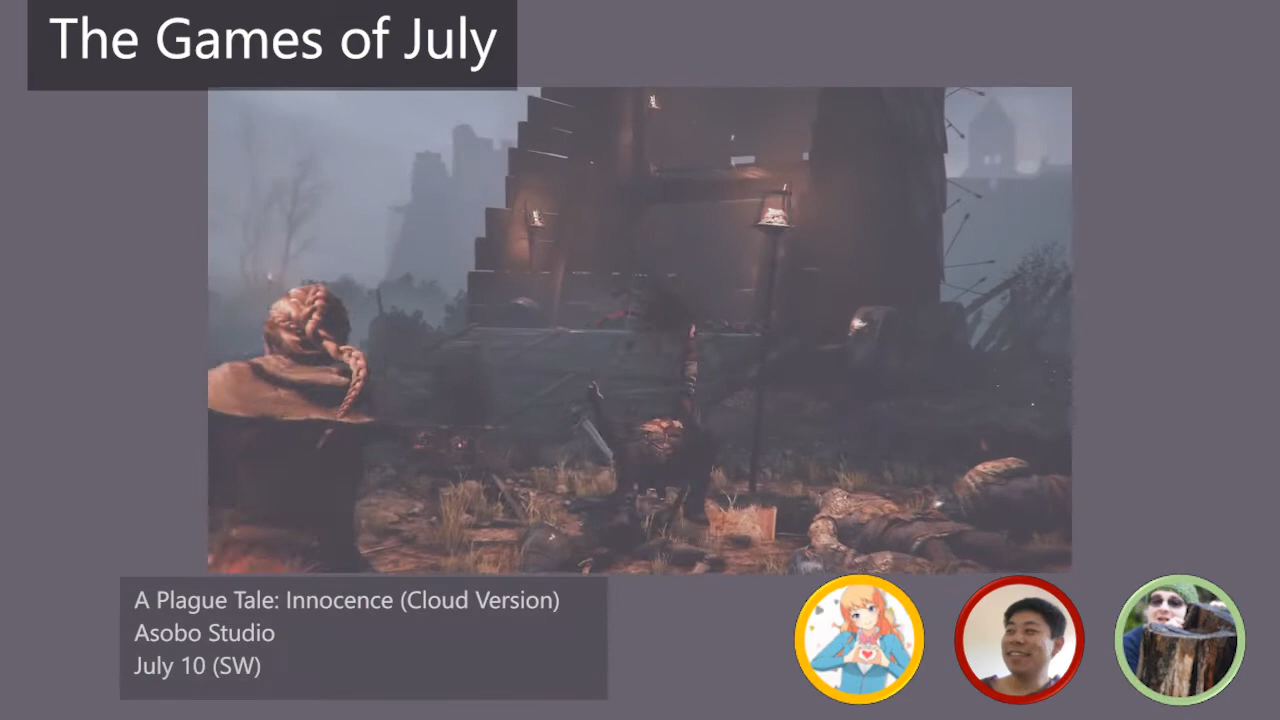 The Games of July
A Plague Tale: Innocence (Cloud Version)
Asobo Studio
July 10 (SW)